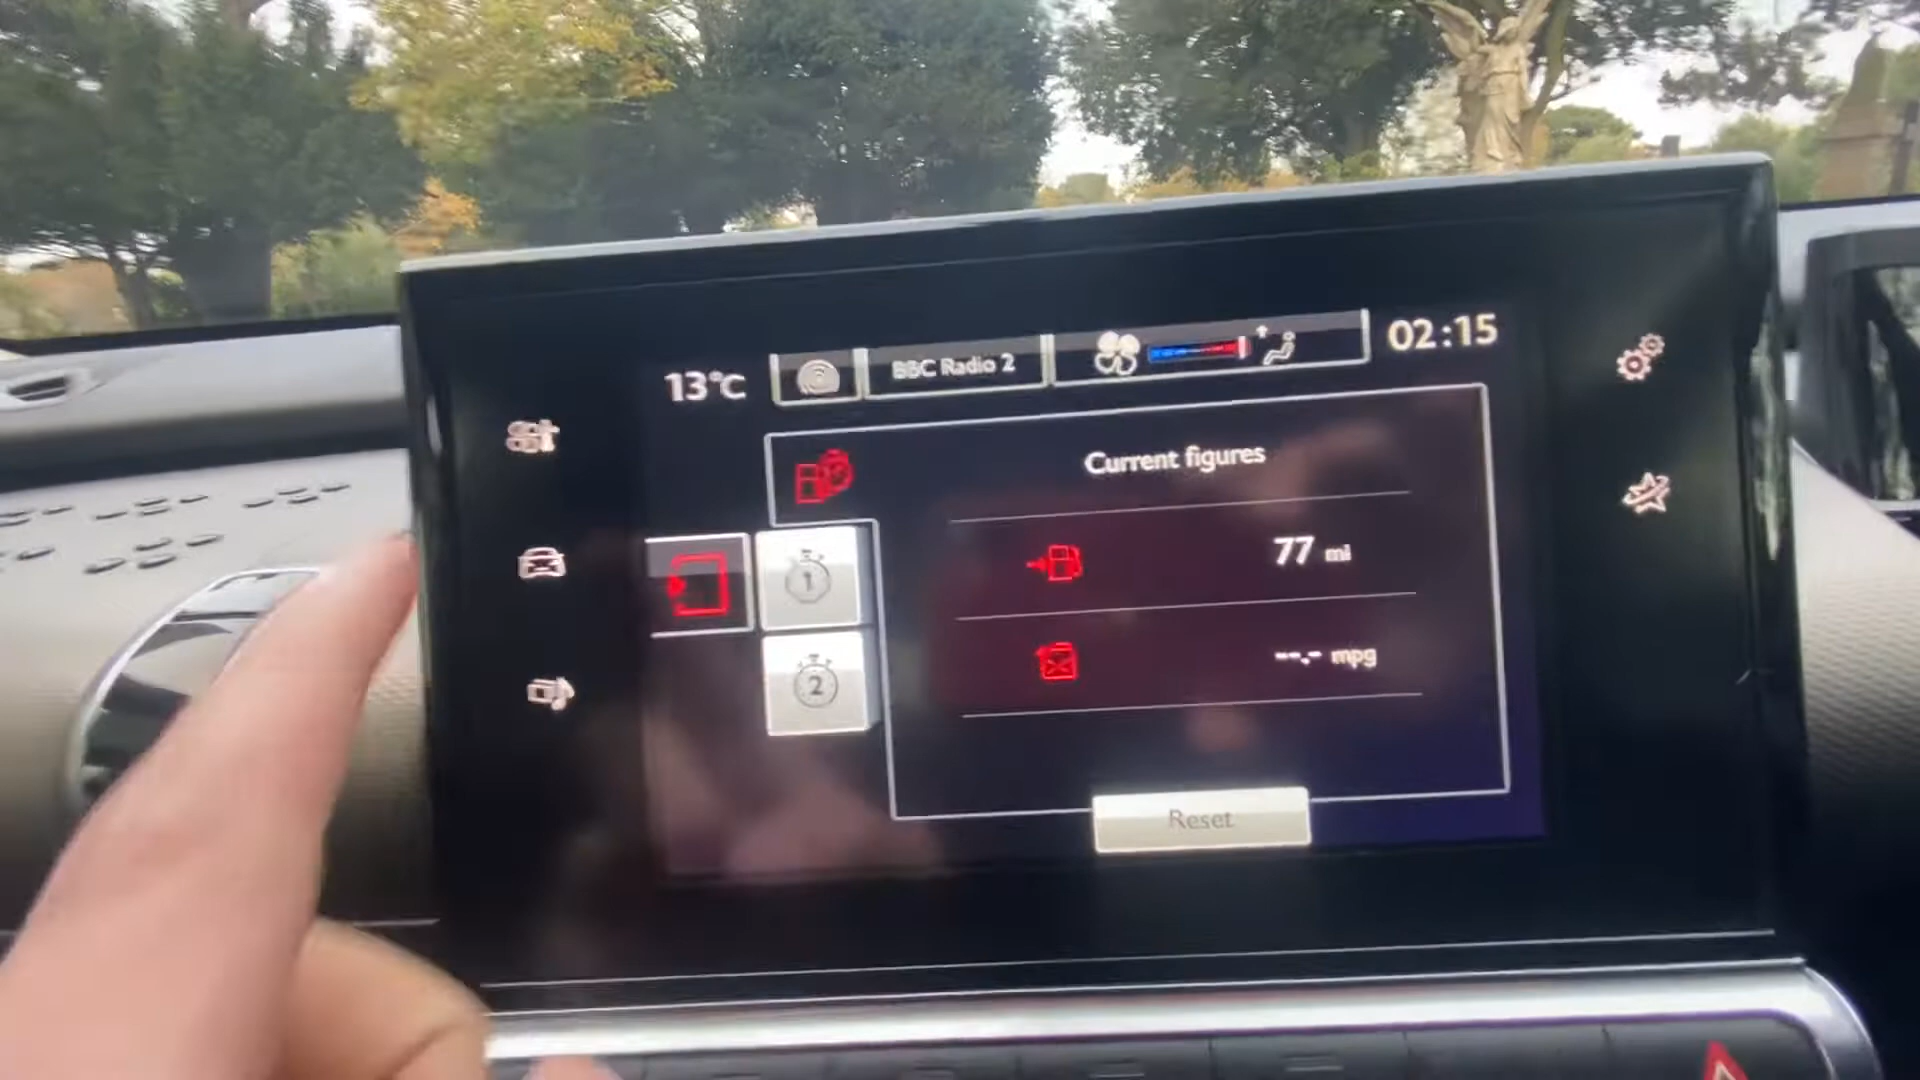 13°C
BBC Radio 2
02:15
Current figures
77 mi
1
--.- mpg
2
Reset